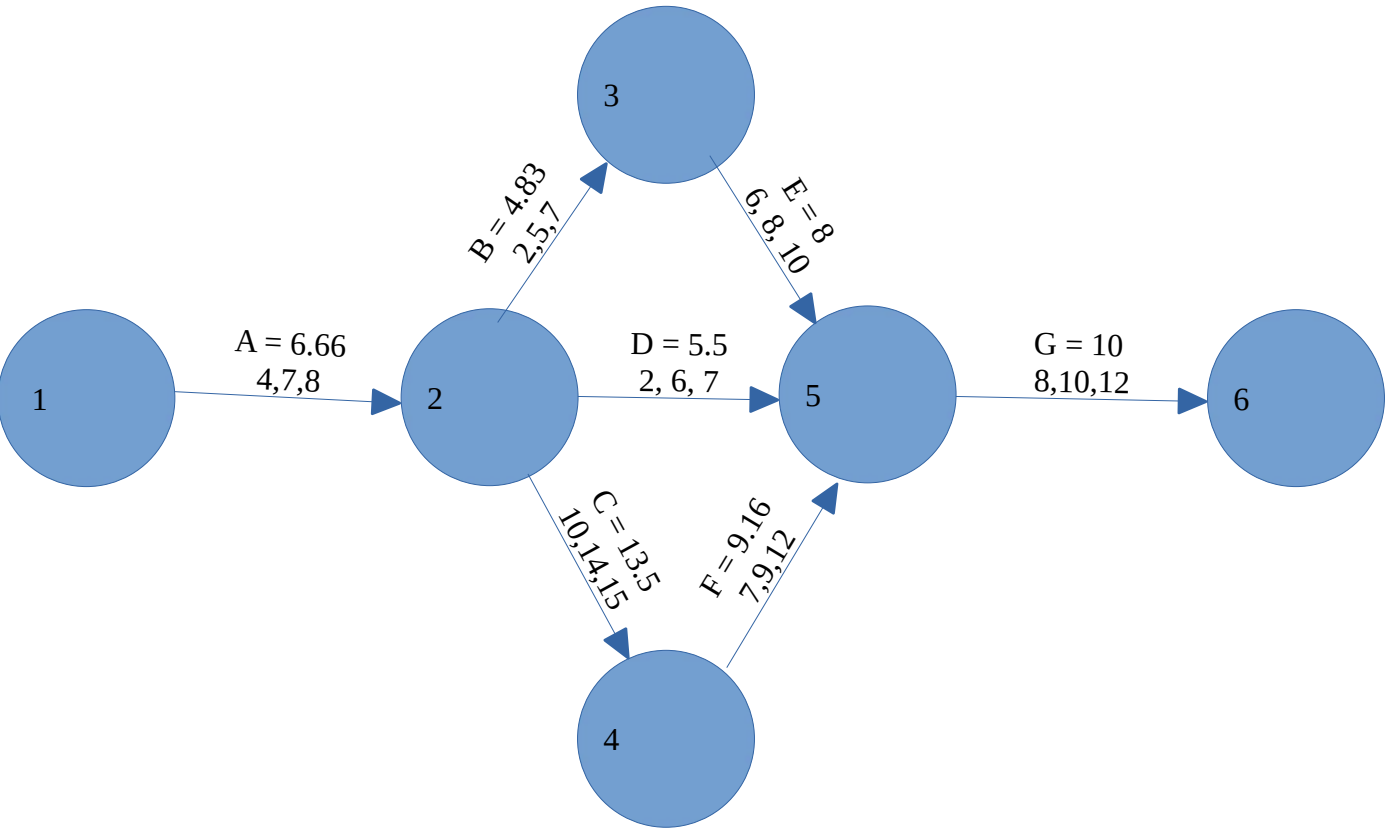 3
B = 4.83
2,5,7
E = 8
6, 8, 10
1
A = 6.66
4,7,8
2
D = 5.5
2, 6, 7
5
G = 10
8,10,12
6
C = 13.5
10,14,15
F = 9.16
7,9,12
4